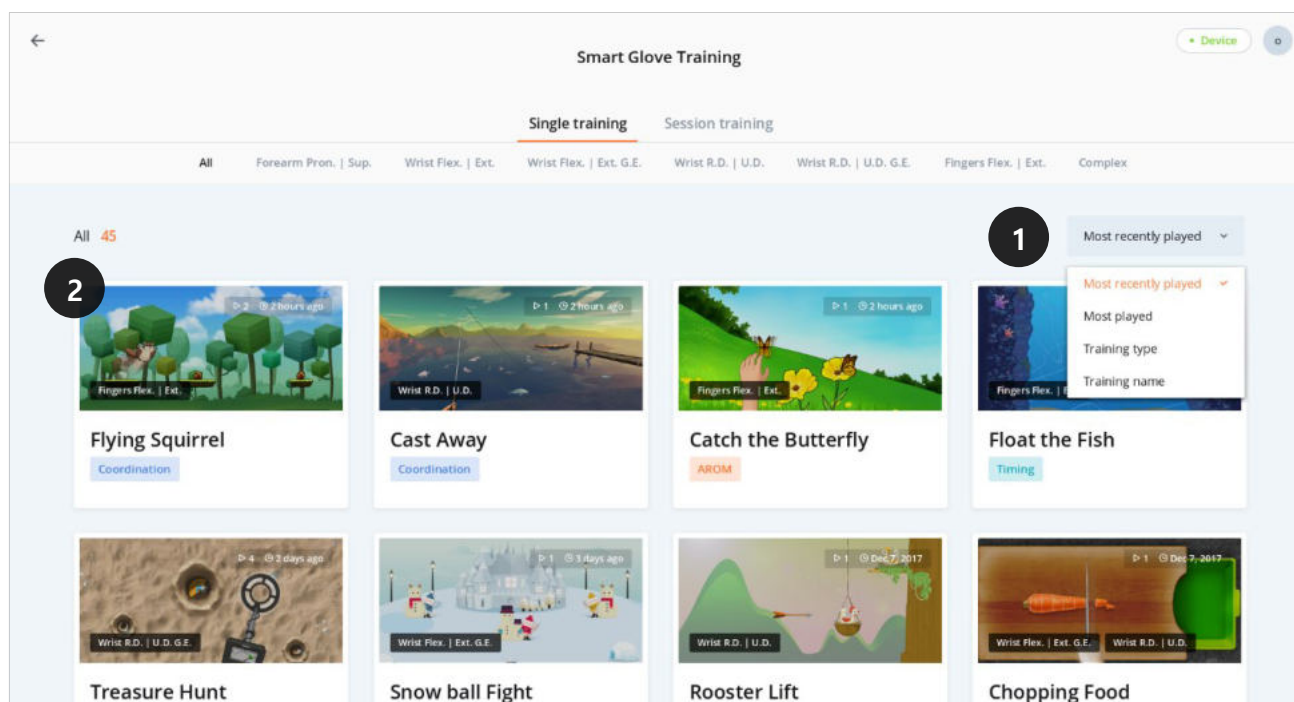 Device
o
Smart Glove Training
Single training Session training
All Forearm Pron. | Sup. Wrist Flex. | Ext. Wrist Flex. | Ext. G.E. Wrist R.D. | U.D. Wrist R.D. | U.D. G.E. Fingers Flex. | Ext. Complex
All 45
1
Most recently played
Most recently played
Most played
Training type
Training name
2
2 2 hours ago
Fingers Flex. | Ext.
Flying Squirrel
Coordination
1 2 hours ago
Wrist R.D. | U.D.
Cast Away
Coordination
1 2 hours ago
Fingers Flex. | Ext.
Catch the Butterfly
AROM
Fingers Flex. |
Float the Fish
Timing
4 2 days ago
Wrist R.D. | U.D. G.E.
Treasure Hunt
1 3 days ago
Wrist Flex. | Ext. G.E.
Snow ball Fight
1 Dec 7, 2017
Wrist R.D. | U.D.
Rooster Lift
1 Dec 7, 2017
Wrist Flex. | Ext. G.E. Wrist R.D. | U.D.
Chopping Food